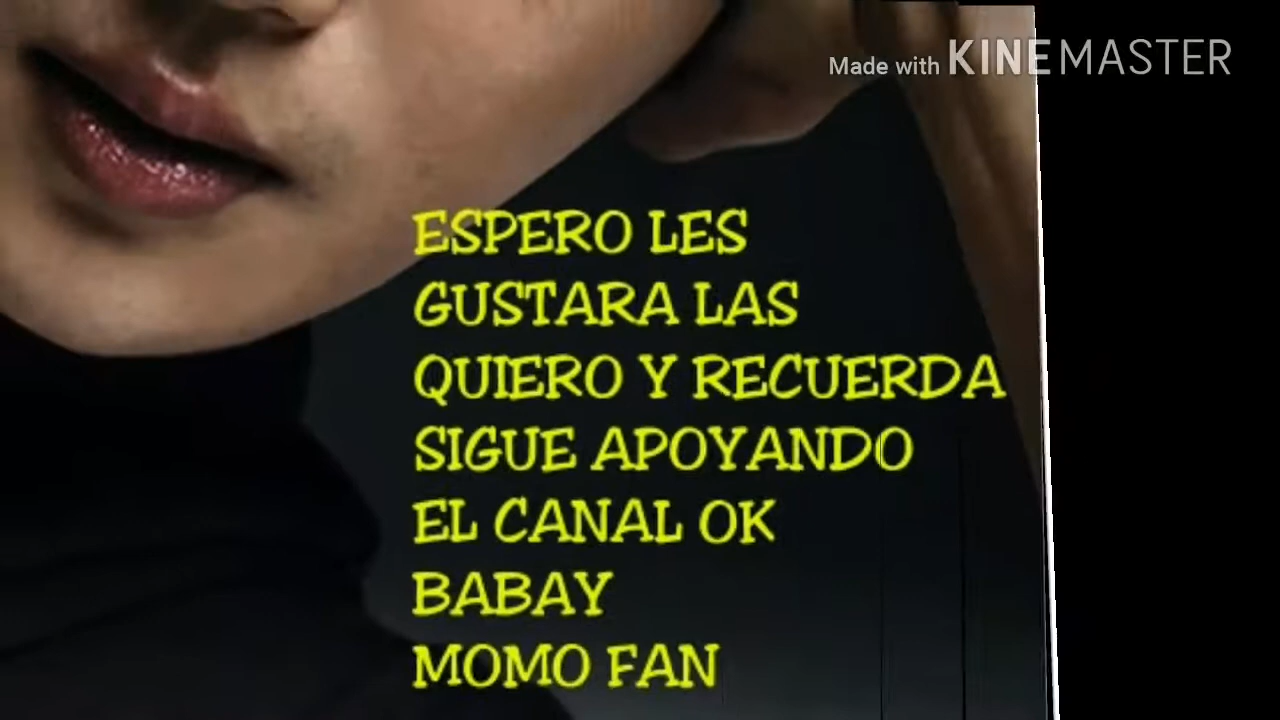 Made with KINEMASTER
ESPERO LES
GUSTARA LAS
QUIERO Y RECUERDA
SIGUE APOYANDO
EL CANAL OK
BABAY
MOMO FAN